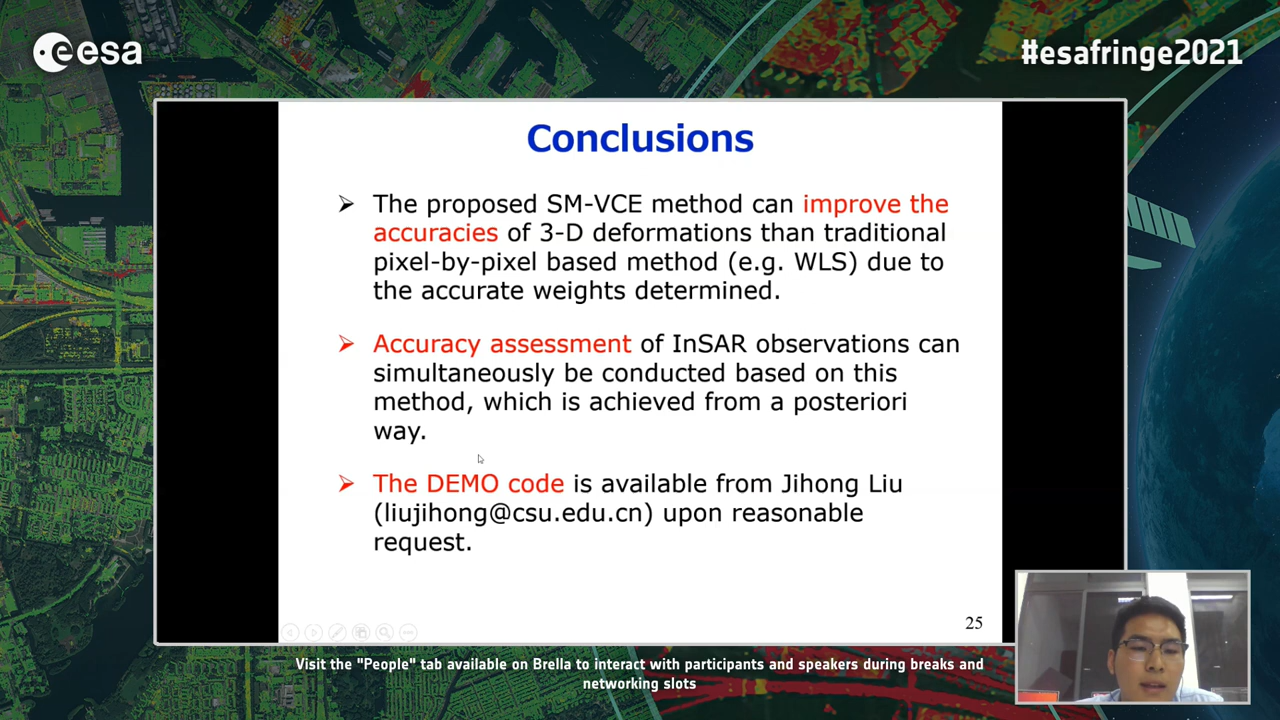 esa
#esafringe2021
Conclusions
➢ The proposed SM-VCE method can improve the
accuracies of 3-D deformations than traditional
pixel-by-pixel based method (e.g. WLS) due to
the accurate weights determined.
➢ Accuracy assessment of InSAR observations can
simultaneously be conducted based on this
method, which is achieved from a posteriori
way.
➢ The DEMO code is available from Jihong Liu
(liujihong@csu.edu.cn) upon reasonable
request.
25
Visit the "People" tab available on Brella to interact with participants and speakers during breaks and
networking slots